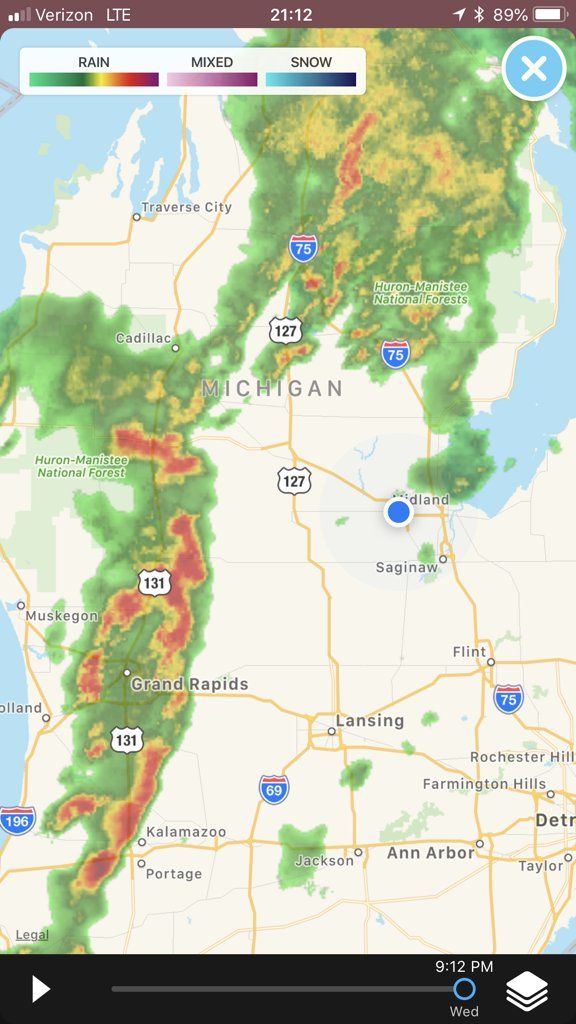 Verizon LTE 21:12 89%
RAIN MIXED SNOW
Traverse City
75
Huron-Manistee
National Forests
127
Cadillac
75
MICHIGAN
Huron-Manistee
National Forest
127
Midland
Saginaw
131
Muskegon
Flint
Grand Rapids
75
olland
Lansing
131
Rochester Hill
69
Farmington Hills
196
Detr
Kalamazoo
Ann Arbor
Jackson
Taylor
Portage
Legal
9:12 PM
Wed